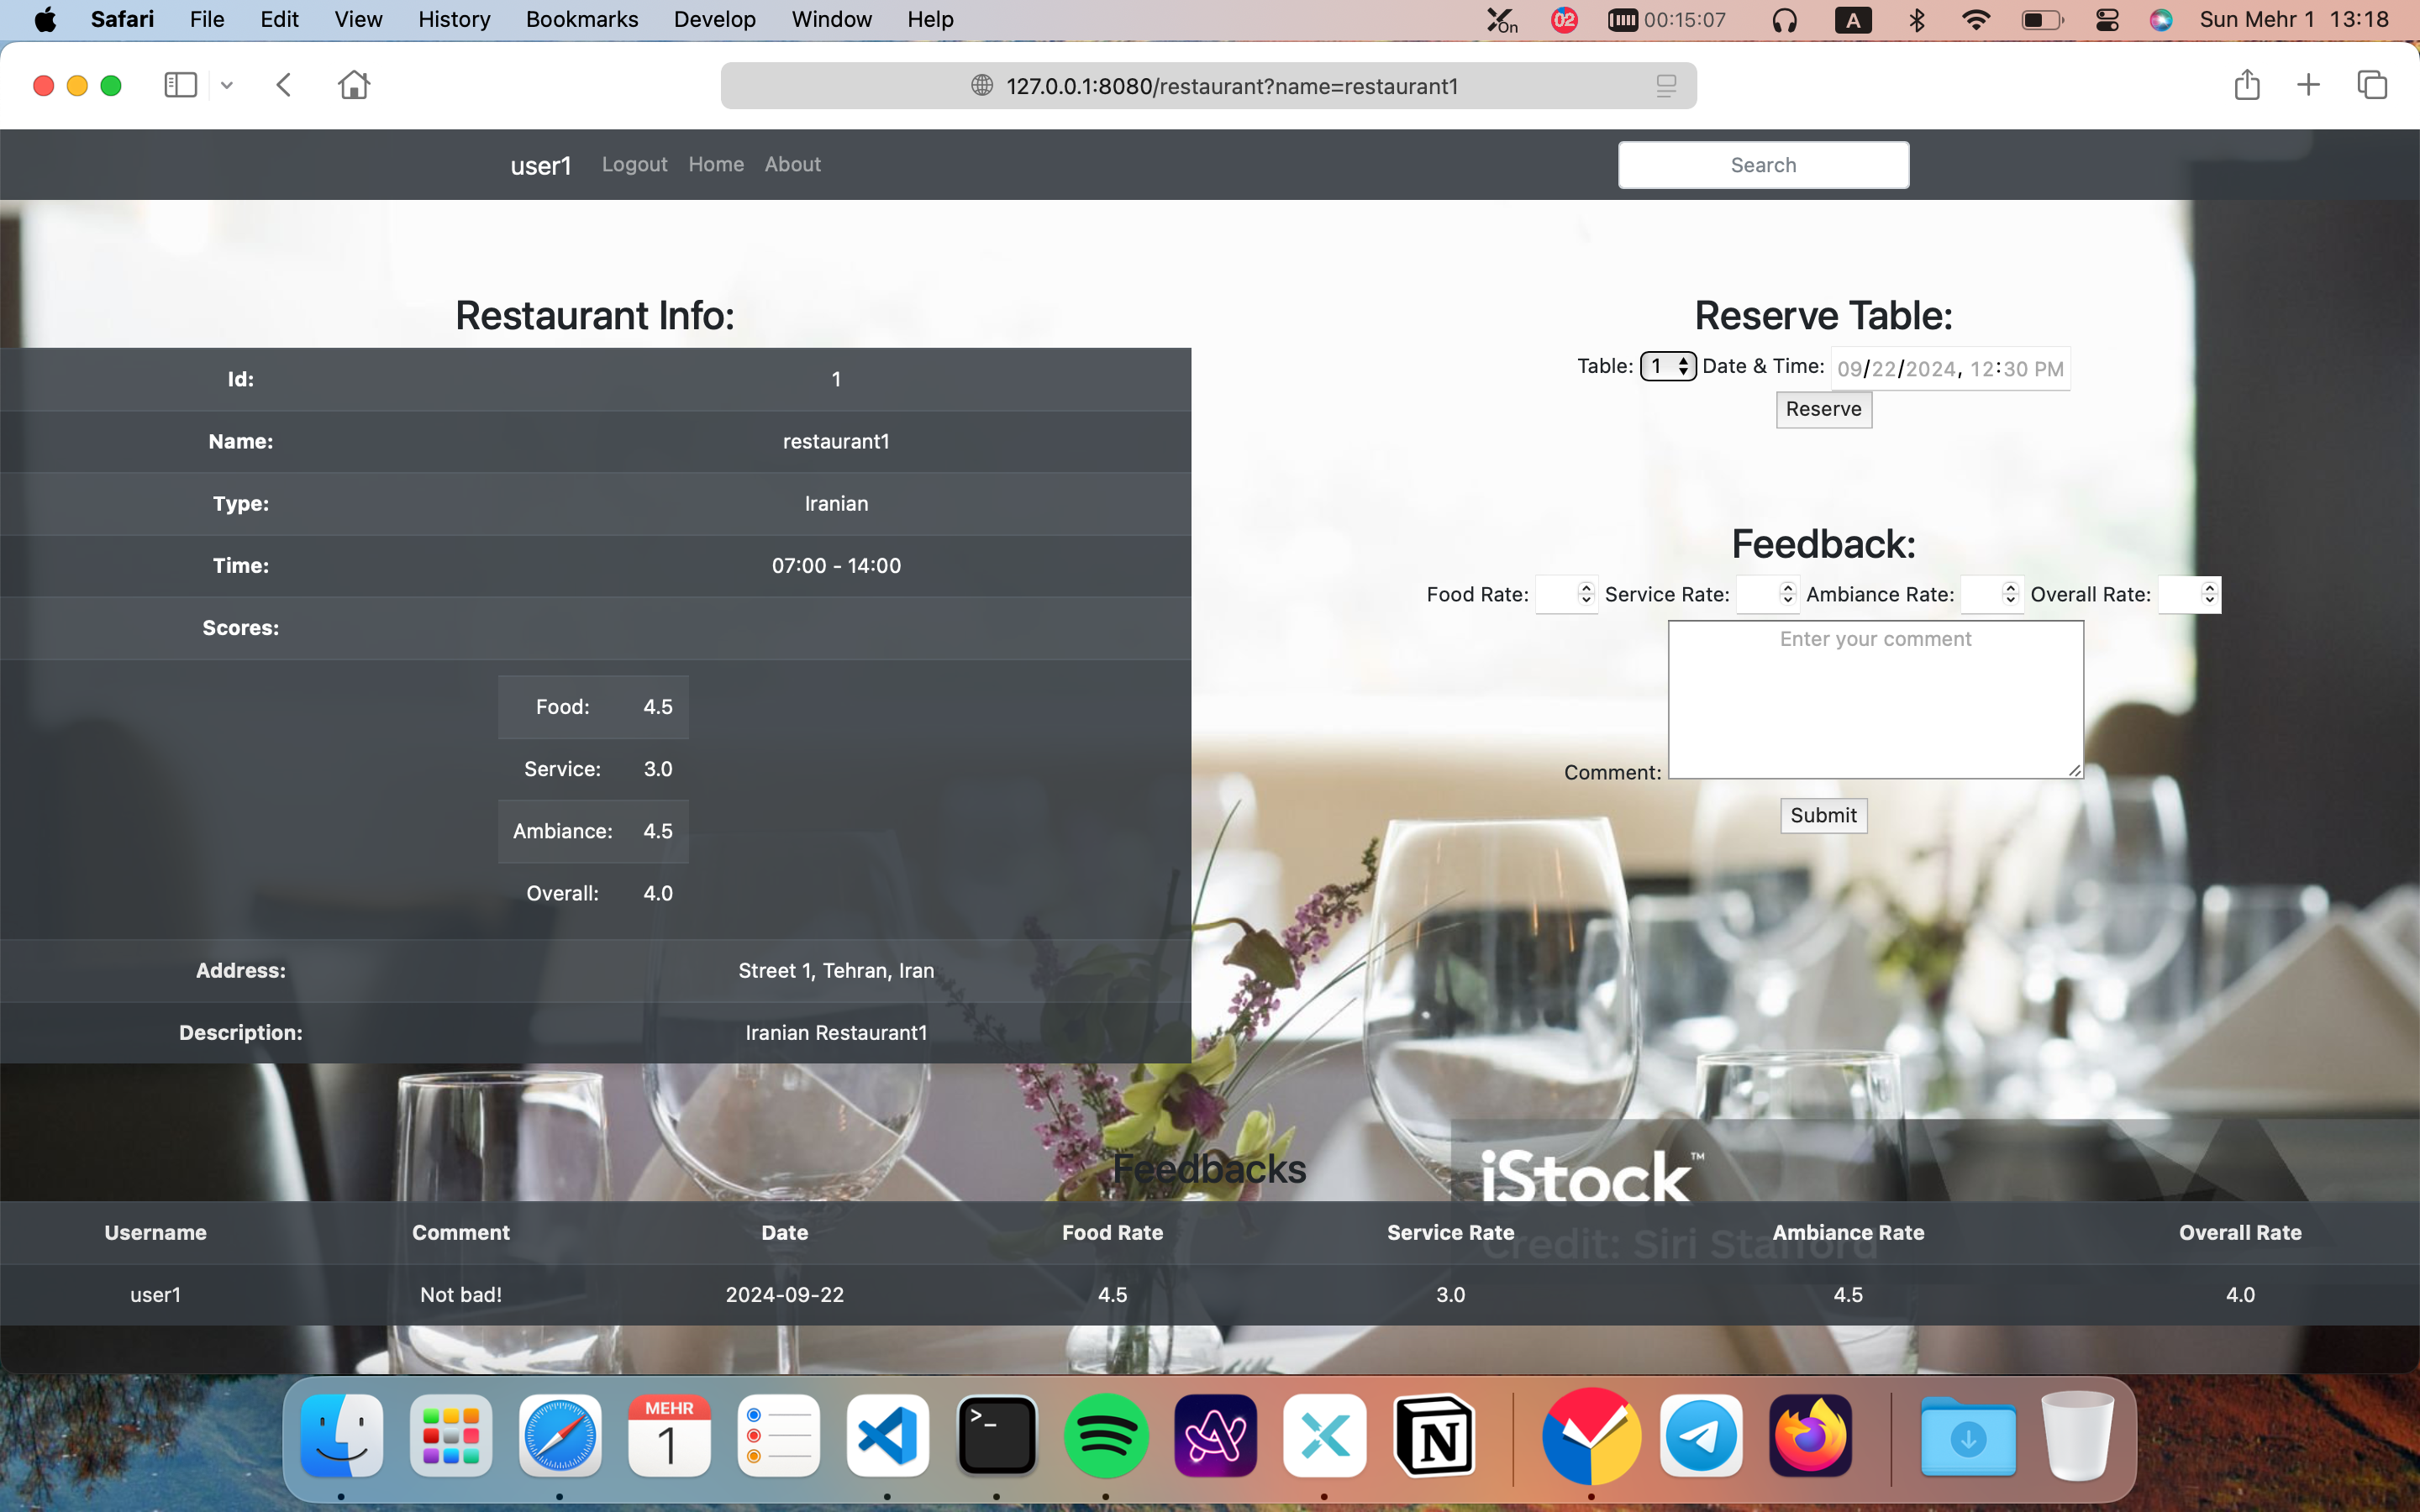 Safari File Edit View History Bookmarks Develop Window Help On 02 00:15:07 A Sun Mehr 1 13:18
127.0.0.1:8080/restaurant?name=restaurant1
user1 Logout Home About Search
Restaurant Info:
Id: 1
Name: restaurant1
Type: Iranian
Time: 07:00 - 14:00
Scores:
Food: 4.5
Service: 3.0
Ambiance: 4.5
Overall: 4.0
Address: Street 1, Tehran, Iran
Description: Iranian Restaurant1
Reserve Table:
Table: 1 Date & Time: 09/22/2024, 12:30 PM
Reserve
Feedback:
Food Rate: Service Rate: Ambiance Rate: Overall Rate:
Enter your comment
Comment:
Submit
iStock™
Credit: Siri Stafford
Feedbacks
Username Comment Date Food Rate Service Rate Ambiance Rate Overall Rate
user1 Not bad! 2024-09-22 4.5 3.0 4.5 4.0
MEHR
1
>_
N